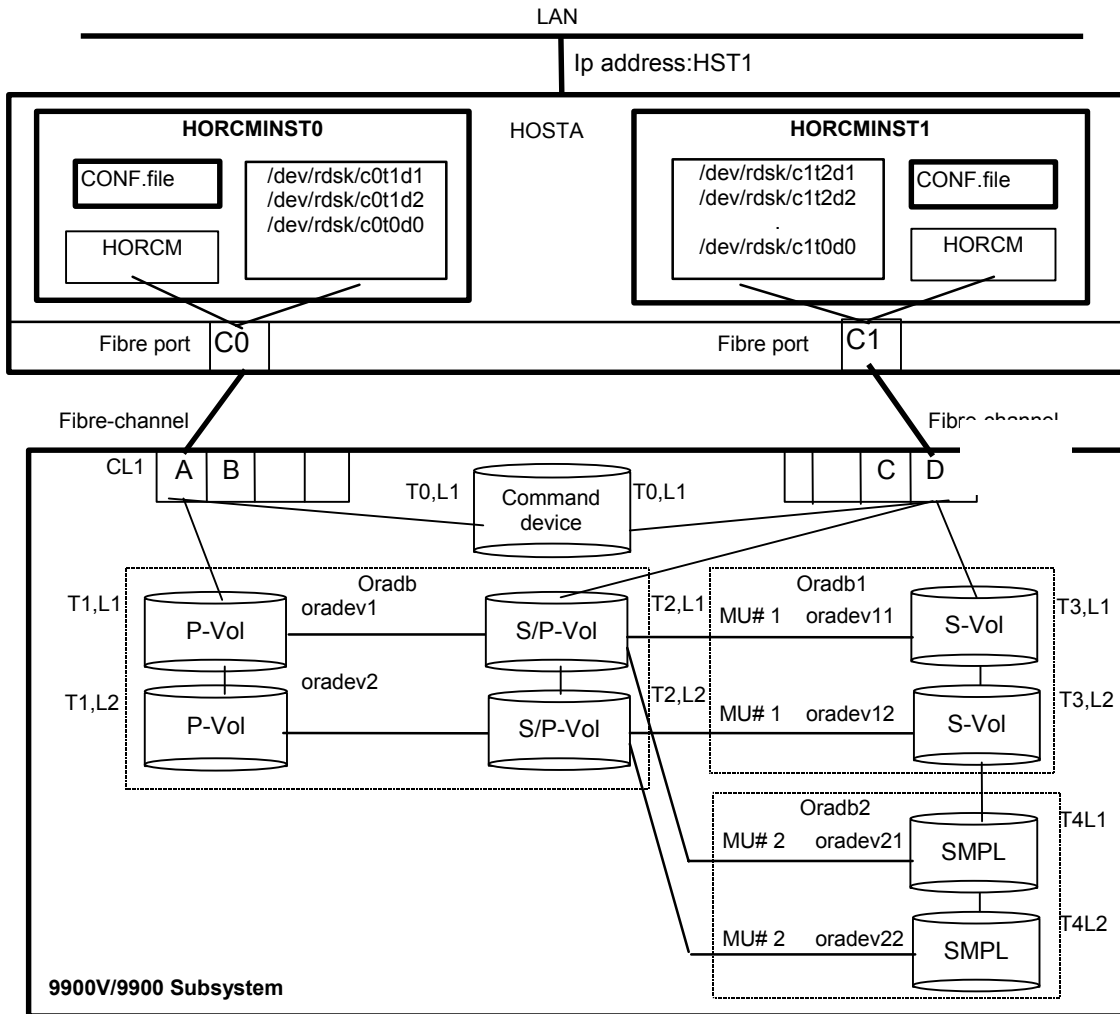 LAN
Ip address:HST1
HORCMINST0
HOSTA
HORCMINST1
CONF.file
/dev/rdsk/c0t1d1
/dev/rdsk/c0t1d2
/dev/rdsk/c0t0d0
HORCM
/dev/rdsk/c1t2d1
/dev/rdsk/c1t2d2
.
/dev/rdsk/c1t0d0
CONF.file
HORCM
Fibre port
C0
Fibre port
C1
Fibre-channel
CL1
A
B
T0,L1
Command
device
T0,L1
C
D
Oradb
Oradb1
T1,L1
oradev1
P-Vol
S/P-Vol
T2,L1
MU# 1
oradev11
S-Vol
T3,L1
T1,L2
oradev2
P-Vol
S/P-Vol
T2,L2
MU# 1
oradev12
S-Vol
T3,L2
Oradb2
MU# 2
oradev21
SMPL
T4L1
MU# 2
oradev22
SMPL
T4L2
9900V/9900 Subsystem